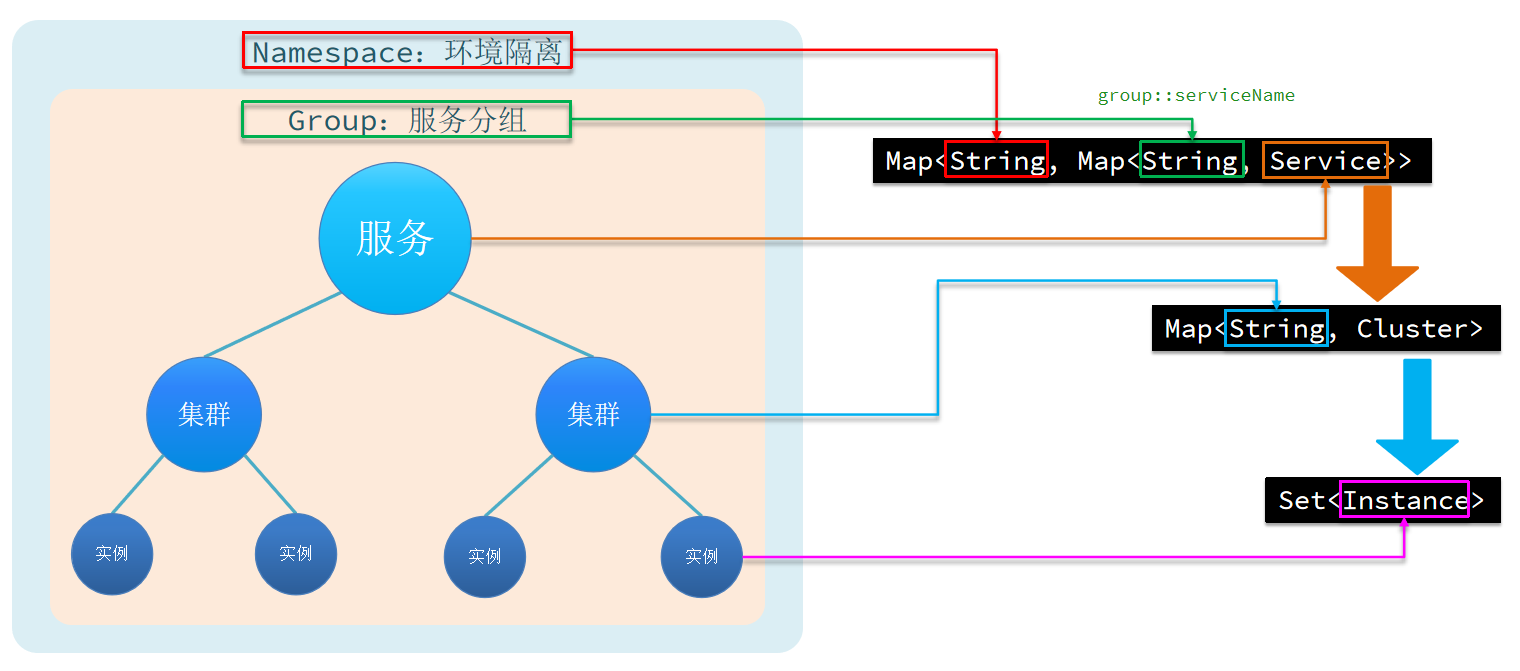 Namespace：环境隔离
Group：服务分组
服务
集群
集群
实例
实例
实例
实例
group::serviceName
Map<String, Map<String, Service>>
Map<String, Cluster>
Set<Instance>